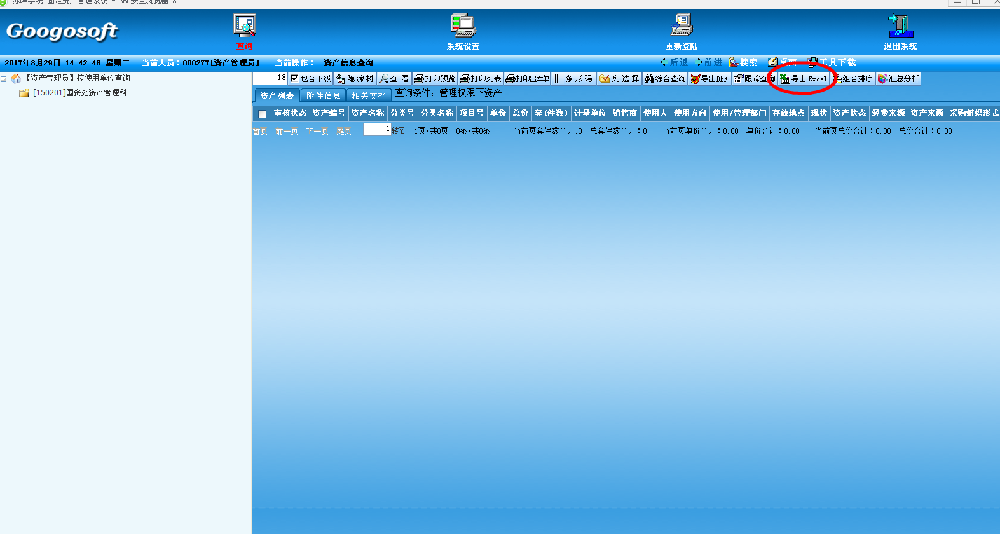 学院 固定资产管理系统 - 360安全浏览器 8.1
Googosoft
查询
系统设置
重新登陆
退出系统
2017年8月29日 14:42:46 星期二 当前人员：000277[资产管理员] 当前操作： 资产信息查询
后退 前进 搜索 桌面 工具下载
【资产管理员】按使用单位查询
[150201]国资处资产管理科
18 包含下级 隐藏树 查看 打印预览 打印列表 打印出库单 条形码 列选择 综合查询 导出DBF 跟踪查询 导出Excel 组合排序 汇总分析
资产列表 附件信息 相关文档 查询条件：管理权限下资产
审核状态 资产编号 资产名称 分类号 分类名称 项目号 单价 总价 套(件数) 计量单位 销售商 使用人 使用方向 使用/管理部门 存放地点 现状 资产状态 经费来源 资产来源 采购组织形式
首页 前一页 下一页 尾页 1 转到 1页/共0页 0条/共0条 当前页套件数合计:0 总套件数合计：0 当前页单价合计：0.00 单价合计：0.00 当前页总价合计：0.00 总价合计：0.00